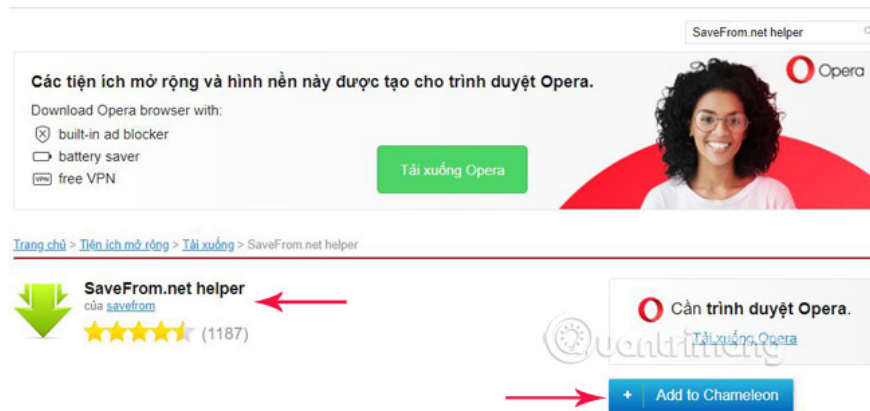 SaveFrom.net helper
Opera
Các tiện ích mở rộng và hình nền này được tạo cho trình duyệt Opera.
Download Opera browser with:
built-in ad blocker
battery saver
VPN free VPN
Tải xuống Opera
Trang chủ > Tiện ích mở rộng > Tải xuống > SaveFrom.net helper
SaveFrom.net helper
của savefrom
(1187)
Cần trình duyệt Opera.
Tải xuống Opera
Quantrimang
+ Add to Chameleon